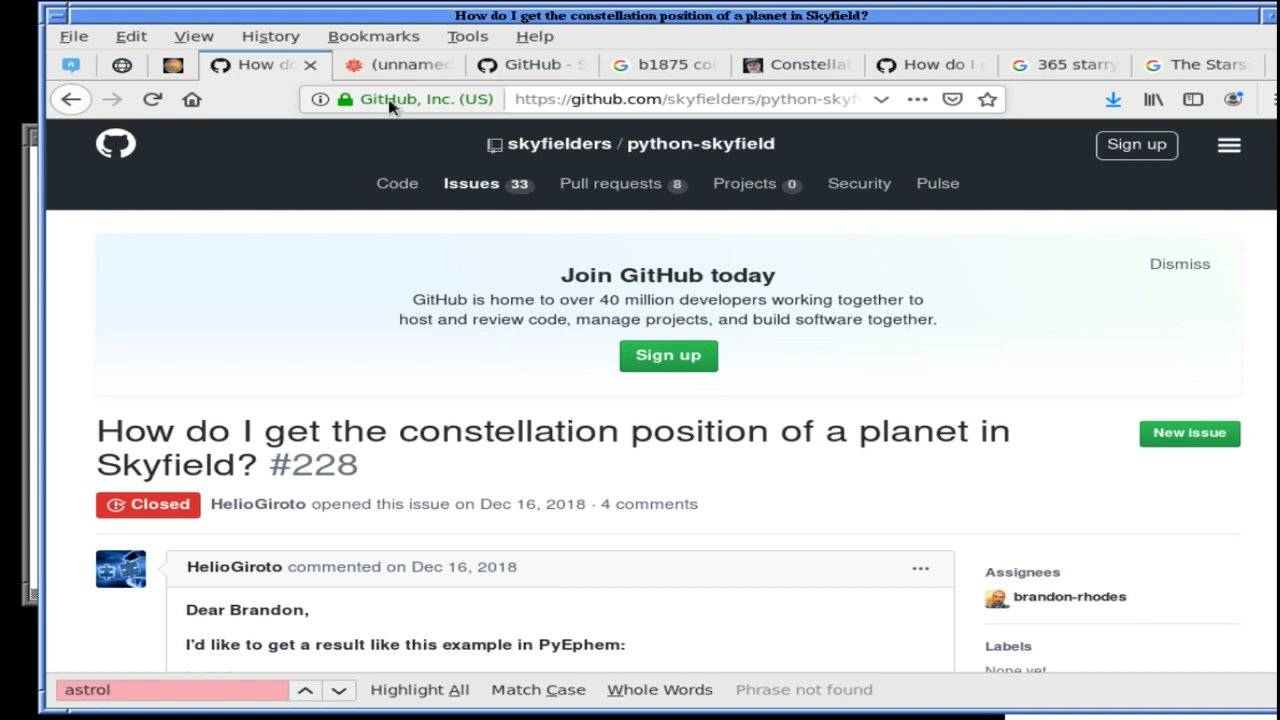 How do I get the constellation position of a planet in Skyfield?
File Edit View History Bookmarks Tools Help
How do (unnamed GitHub - S b1875 con Constellat How do I g 365 starry The Stars:
GitHub, Inc. (US) https://github.com/skyfielders/python-skyf
skyfielders / python-skyfield Sign up
Code Issues 33 Pull requests 8 Projects 0 Security Pulse
Dismiss
Join GitHub today
GitHub is home to over 40 million developers working together to
host and review code, manage projects, and build software together.
Sign up
How do I get the constellation position of a planet in
Skyfield? #228
New issue
Closed HelioGiroto opened this issue on Dec 16, 2018 · 4 comments
HelioGiroto commented on Dec 16, 2018
Assignees
brandon-rhodes
Dear Brandon,
I'd like to get a result like this example in PyEphem:
Labels
None yet
astrol Highlight All Match Case Whole Words Phrase not found